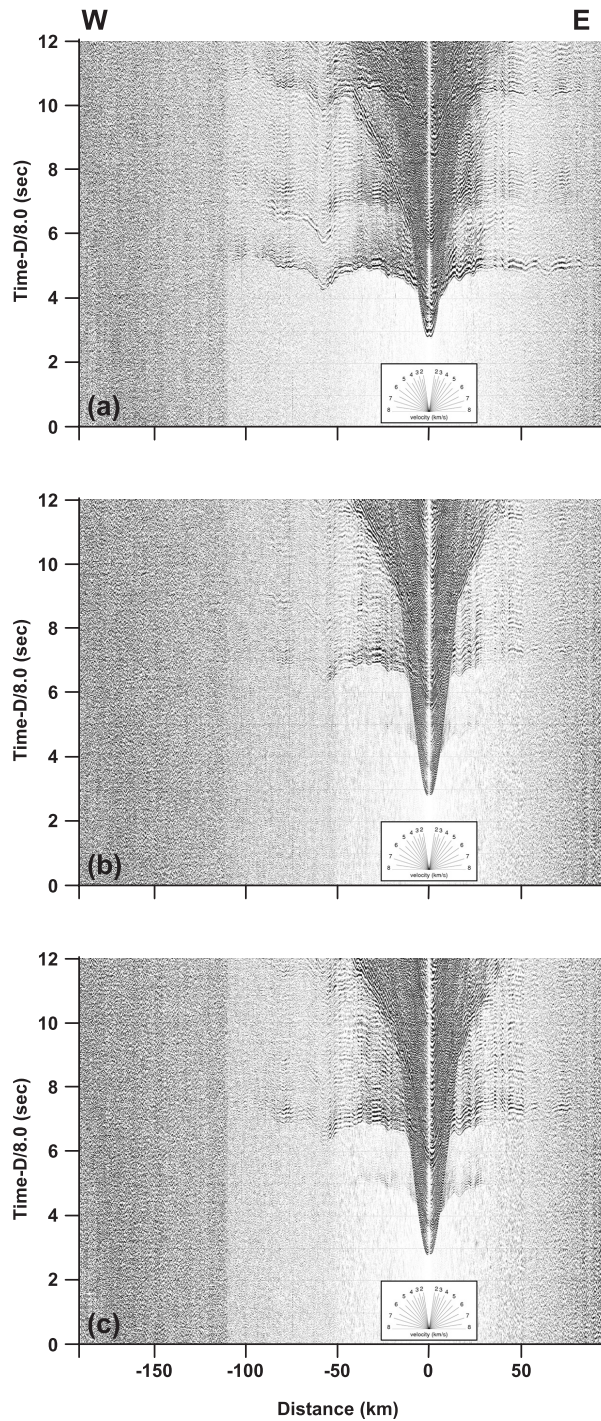 W E
12
10
8
6
4
2
0
Time-D/8.0 (sec)
(a)
8 7 6 5 4 3 2 2 3 4 5 6 7 8
velocity (km/s)
12
10
8
6
4
2
0
Time-D/8.0 (sec)
(b)
8 7 6 5 4 3 2 2 3 4 5 6 7 8
velocity (km/s)
12
10
8
6
4
2
0
Time-D/8.0 (sec)
(c)
8 7 6 5 4 3 2 2 3 4 5 6 7 8
velocity (km/s)
-150 -100 -50 0 50
Distance (km)